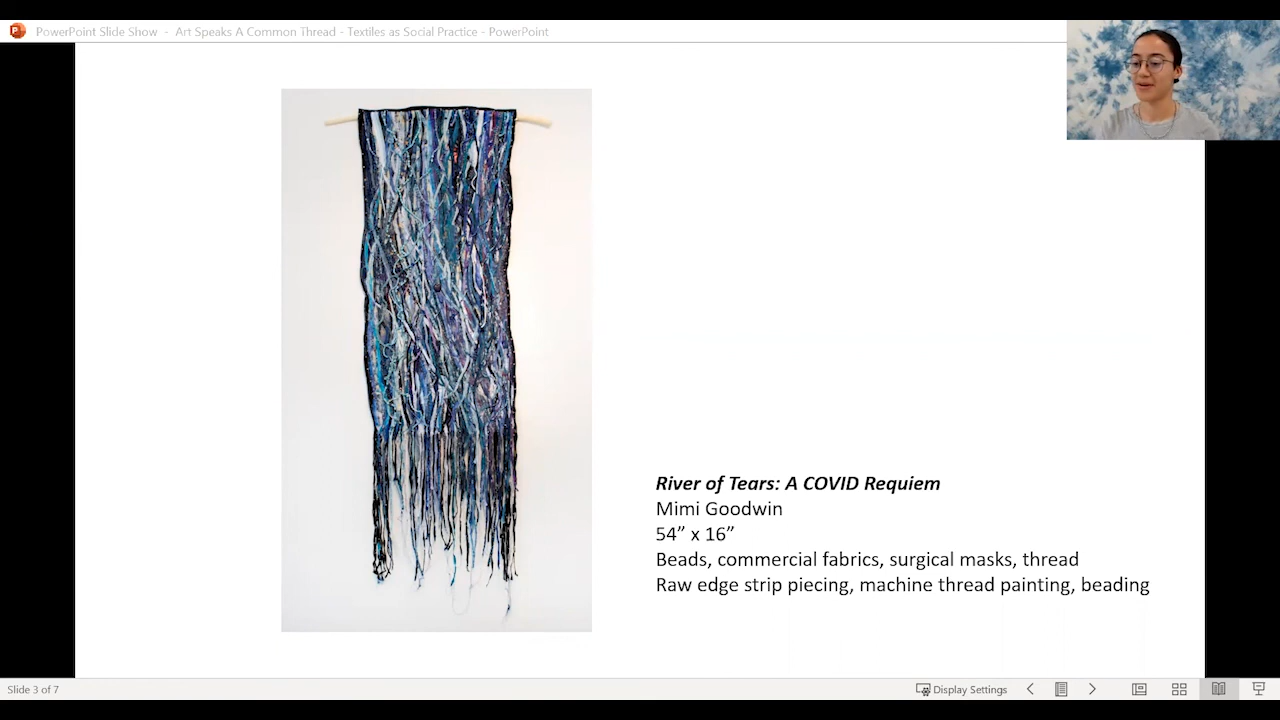 PowerPoint Slide Show - Art Speaks A Common Thread - Textiles as Social Practice - PowerPoint
River of Tears: A COVID Requiem
Mimi Goodwin
54” x 16”
Beads, commercial fabrics, surgical masks, thread
Raw edge strip piecing, machine thread painting, beading
Slide 3 of 7
Display Settings